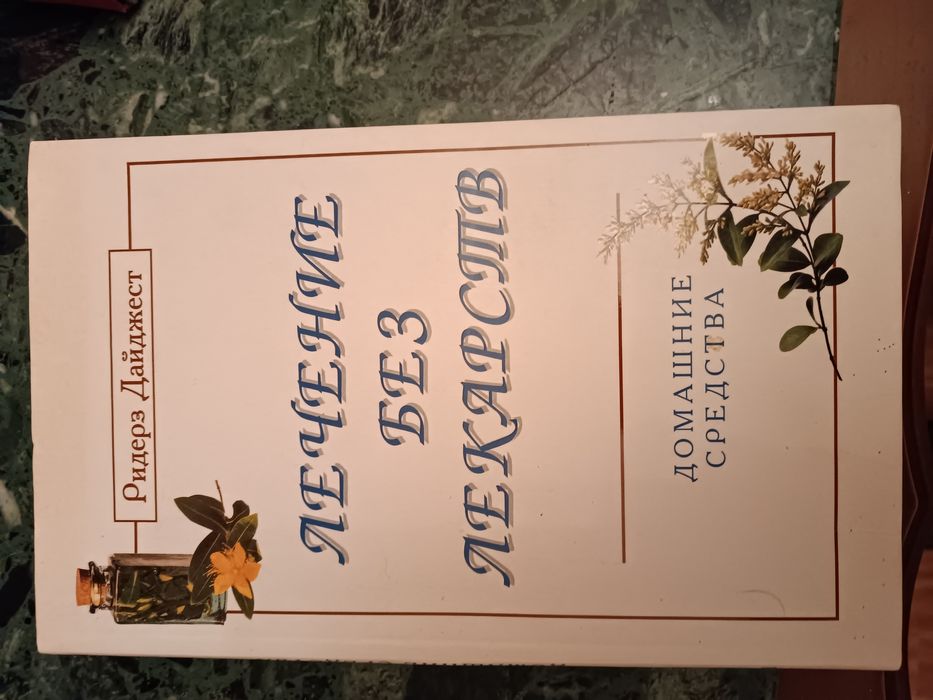 Ридерз Дайджест
ЛЕЧЕНИЕ
БЕЗ
ЛЕКАРСТВ
ДОМАШНИЕ
СРЕДСТВА